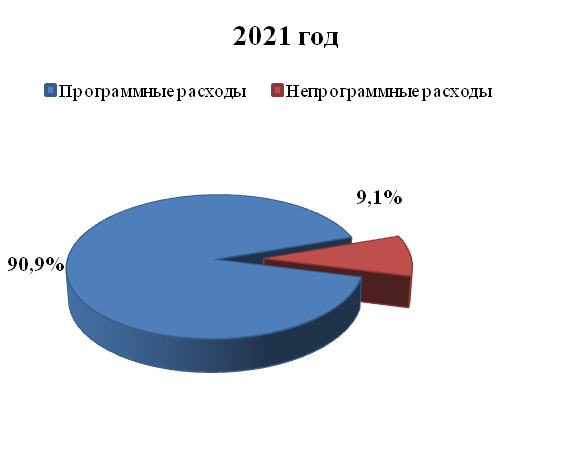 2021 год
Программные расходы Непрограммные расходы
9,1%
90,9%